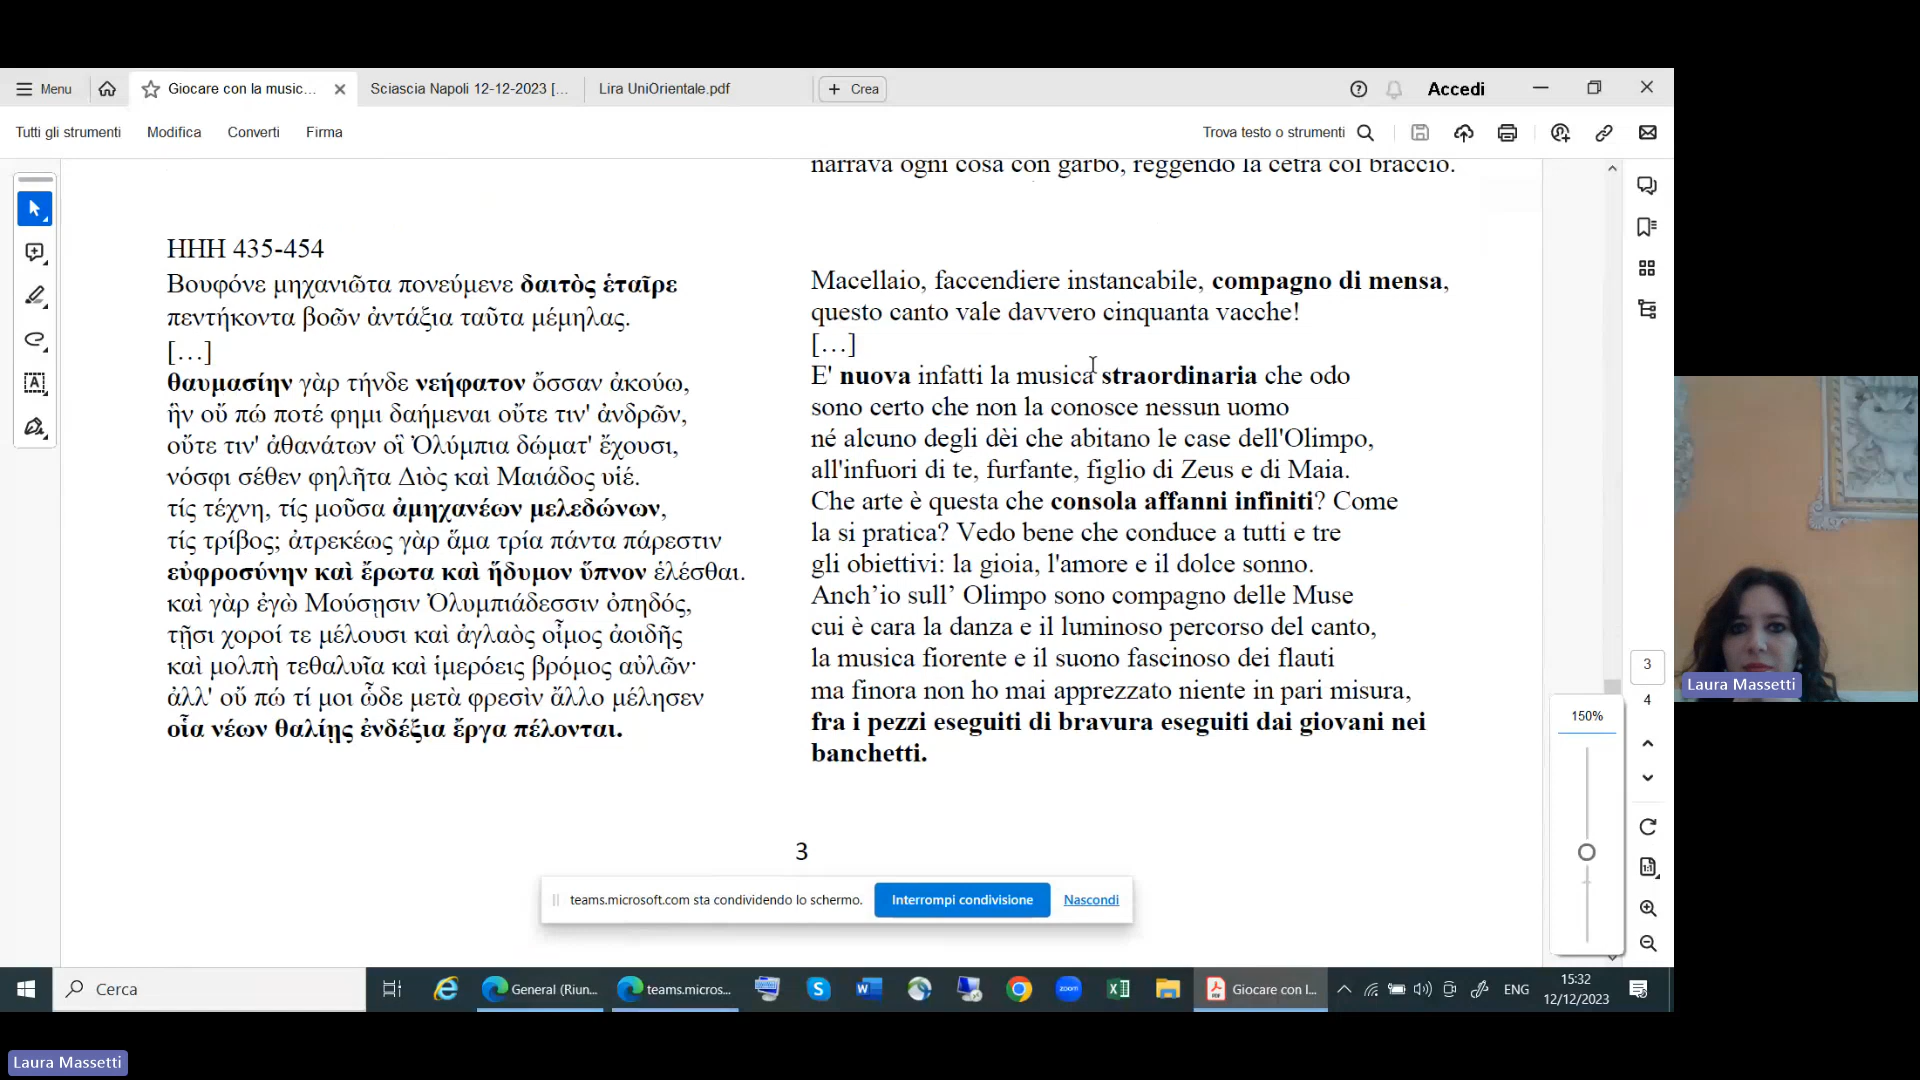 Menu
Giocare con la music...
Sciascia Napoli 12-12-2023 [...
Lira UniOrientale.pdf
Crea
Accedi
Tutti gli strumenti
Modifica
Converti
Firma
Trova testo o strumenti
narrava ogni cosa con garbo, reggendo la cetra col braccio.
HHH 435-454
Βουφόνε μηχανιῶτα πονεύμενε δαιτὸς ἑταῖρε
πεντήκοντα βοῶν ἀντάξια ταῦτα μέμηλας.
[…]
θαυμασίην γὰρ τήνδε νεήφατον ὄσσαν ἀκούω,
ἣν οὔ πώ ποτέ φημι δαήμεναι οὔτε τιν' ἀνδρῶν,
οὔτε τιν' ἀθανάτων οἳ Ὀλύμπια δώματ' ἔχουσι,
νόσφι σέθεν φηλῆτα Διὸς καὶ Μαιάδος υἱέ.
τίς τέχνη, τίς μοῦσα ἀμηχανέων μελεδώνων,
τίς τρίβος; ἀτρεκέως γὰρ ἅμα τρία πάντα πάρεστιν
εὐφροσύνην καὶ ἔρωτα καὶ ἥδυμον ὕπνον ἑλέσθαι.
καὶ γὰρ ἐγὼ Μούσῃσιν Ὀλυμπιάδεσσιν ὀπηδός,
τῇσι χοροί τε μέλουσι καὶ ἀγλαὸς οἶμος ἀοιδῆς
καὶ μολπὴ τεθαλυῖα καὶ ἱμερόεις βρόμος αὐλῶν·
ἀλλ' οὔ πώ τί μοι ὧδε μετὰ φρεσὶν ἄλλο μέλησεν
οἷα νέων θαλίῃς ἐνδέξια ἔργα πέλονται.
Macellaio, faccendiere instancabile, compagno di mensa,
questo canto vale davvero cinquanta vacche!
[…]
E' nuova infatti la musica straordinaria che odo
sono certo che non la conosce nessun uomo
né alcuno degli dèi che abitano le case dell'Olimpo,
all'infuori di te, furfante, figlio di Zeus e di Maia.
Che arte è questa che consola affanni infiniti? Come
la si pratica? Vedo bene che conduce a tutti e tre
gli obiettivi: la gioia, l'amore e il dolce sonno.
Anch'io sull' Olimpo sono compagno delle Muse
cui è cara la danza e il luminoso percorso del canto,
la musica fiorente e il suono fascinoso dei flauti
ma finora non ho mai apprezzato niente in pari misura,
fra i pezzi eseguiti di bravura eseguiti dai giovani nei
banchetti.
3
3
4
150%
teams.microsoft.com sta condividendo lo schermo.
Interrompi condivisione
Nascondi
Laura Massetti
Cerca
General (Riun...
teams.micros...
zoom
Giocare con l...
ENG
15:32
12/12/2023
Laura Massetti